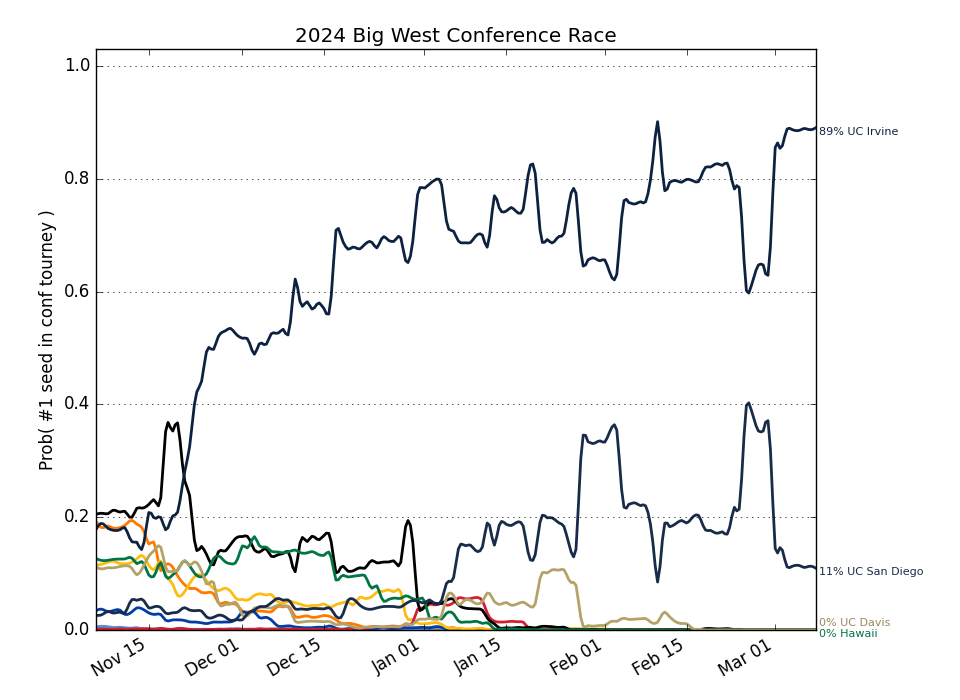 2024 Big West Conference Race
Prob( #1 seed in conf tourney )
1.0
0.8
0.6
0.4
0.2
0.0
Nov 15
Dec 01
Dec 15
Jan 01
Jan 15
Feb 01
Feb 15
Mar 01
89% UC Irvine
11% UC San Diego
0% UC Davis
0% Hawaii